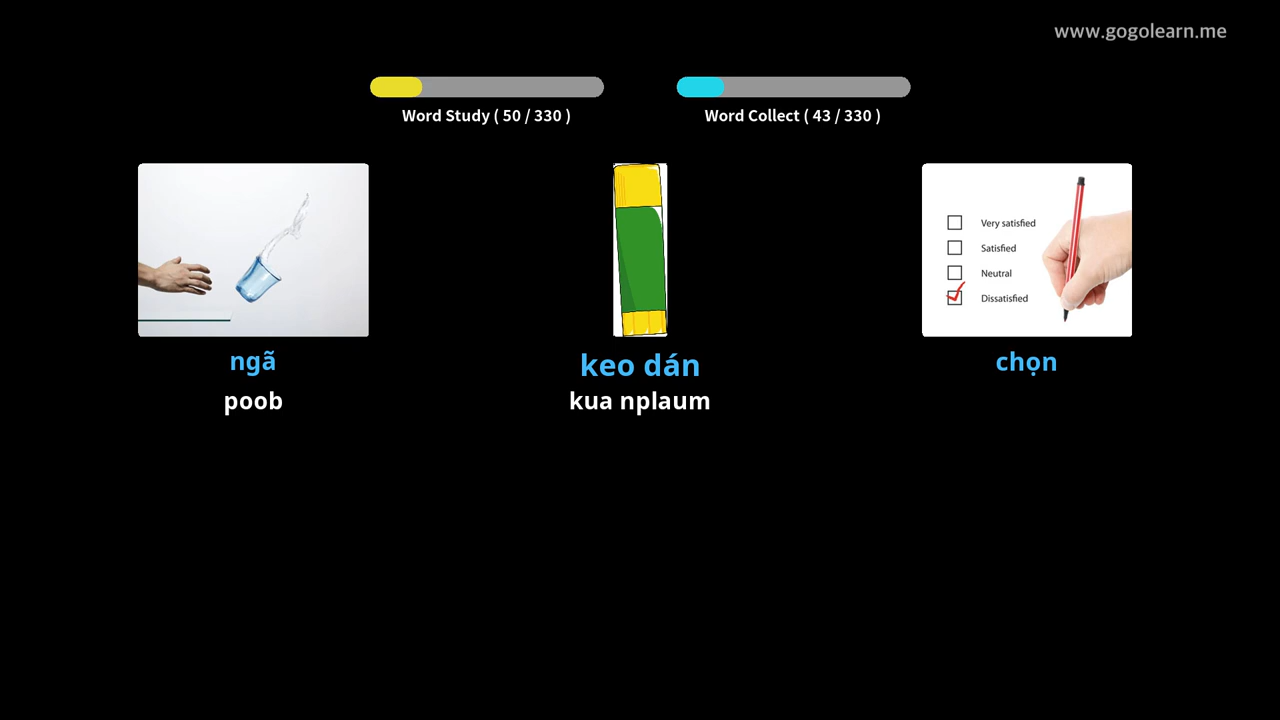 www.gogolearn.me
Word Study ( 50 / 330 )
Word Collect ( 43 / 330 )
Very satisfied
Satisfied
Neutral
Dissatisfied
ngã
keo dán
chọn
poob
kua nplaum